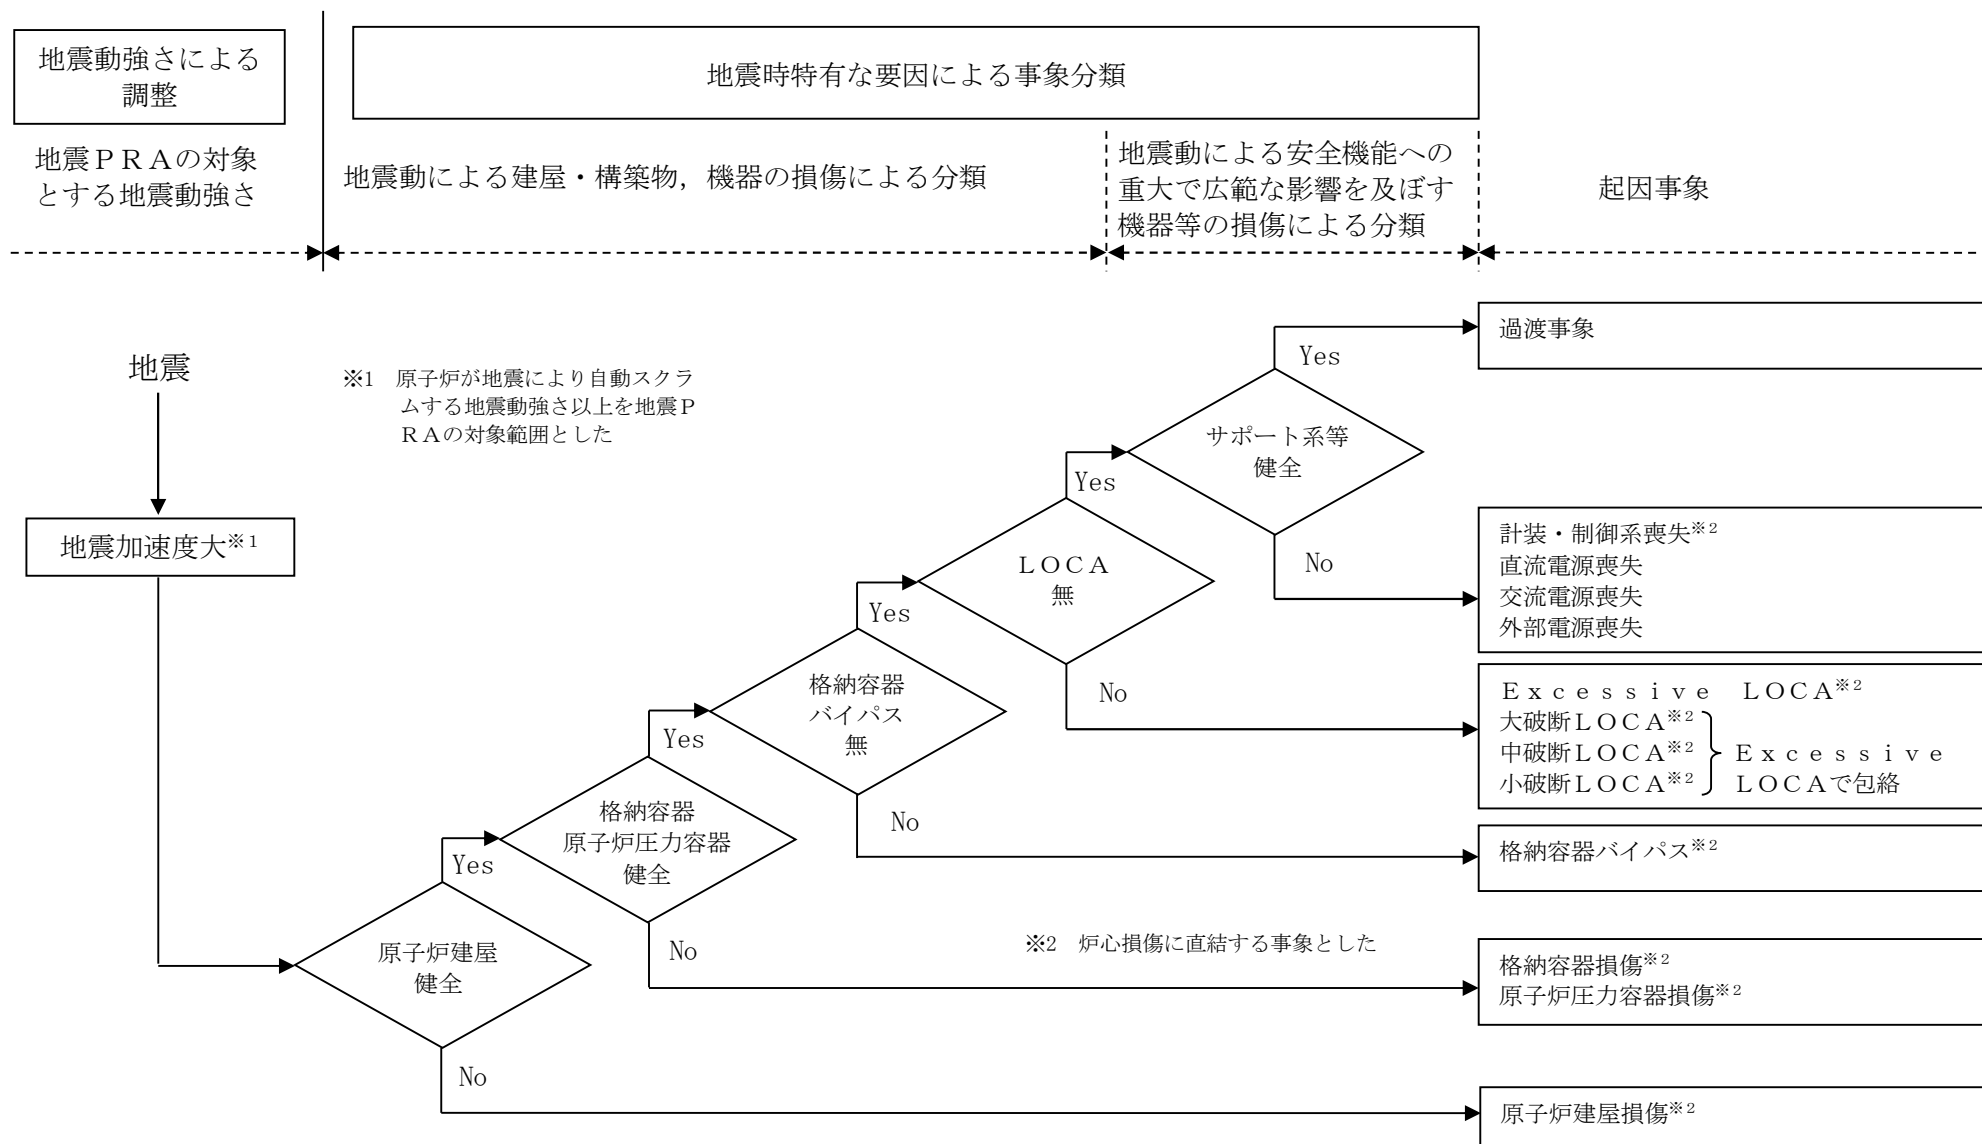 地震動強さによる
調整
地震時特有な要因による事象分類
地震ＰＲＡの対象
とする地震動強さ
地震動による建屋・構築物，機器の損傷による分類
地震動による安全機能への
重大で広範な影響を及ぼす
機器等の損傷による分類
起因事象
地震
※1　原子炉が地震により自動スクラ
ムする地震動強さ以上を地震Ｐ
ＲＡの対象範囲とした
地震加速度大※1
過渡事象
Yes
サポート系等
健全
No
計装・制御系喪失※2
直流電源喪失
交流電源喪失
外部電源喪失
Yes
ＬＯＣＡ
無
No
Ｅｘｃｅｓｓｉｖｅ　ＬＯＣＡ※2
大破断ＬＯＣＡ※2
中破断ＬＯＣＡ※2
小破断ＬＯＣＡ※2
Ｅｘｃｅｓｓｉｖｅ
ＬＯＣＡで包絡
Yes
格納容器
バイパス
無
No
格納容器バイパス※2
Yes
格納容器
原子炉圧力容器
健全
No
※2　炉心損傷に直結する事象とした
格納容器損傷※2
原子炉圧力容器損傷※2
Yes
原子炉建屋
健全
No
原子炉建屋損傷※2